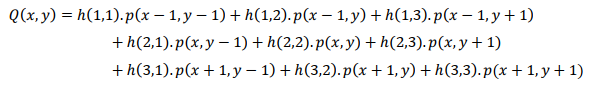 Q(x, y) = h(1,1).p(x − 1, y − 1) + h(1,2).p(x − 1, y) + h(1,3).p(x − 1, y + 1)
+ h(2,1).p(x, y − 1) + h(2,2).p(x, y) + h(2,3).p(x, y + 1)
+ h(3,1).p(x + 1, y − 1) + h(3,2).p(x + 1, y) + h(3,3).p(x + 1, y + 1)